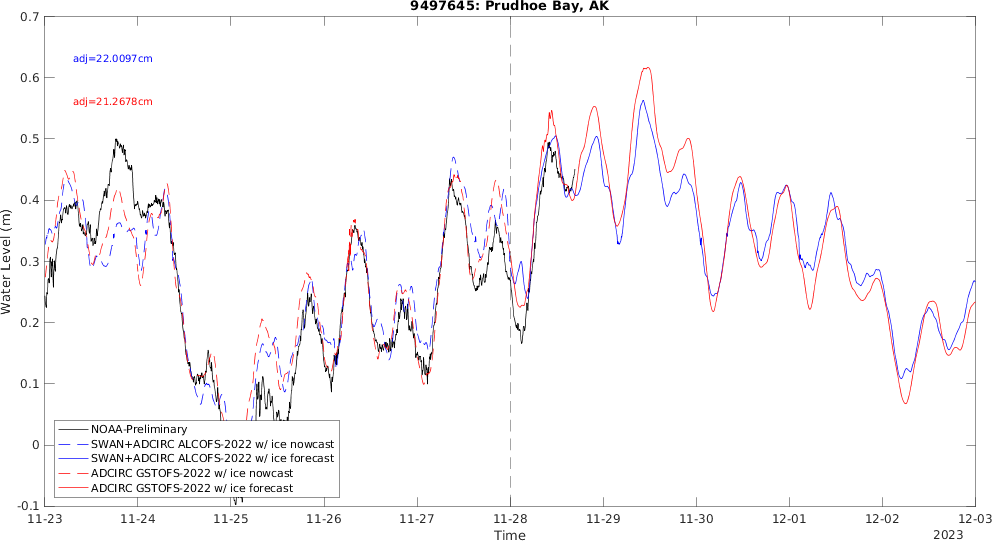 9497645: Prudhoe Bay, AK
0.7
0.6
0.5
0.4
0.3
0.2
0.1
0
-0.1
Water Level (m)
adj=22.0097cm
adj=21.2678cm
NOAA-Preliminary
SWAN+ADCIRC ALCOFS-2022 w/ ice nowcast
SWAN+ADCIRC ALCOFS-2022 w/ ice forecast
ADCIRC GSTOFS-2022 w/ ice nowcast
ADCIRC GSTOFS-2022 w/ ice forecast
11-23 11-24 11-25 11-26 11-27 11-28 11-29 11-30 12-01 12-02 12-03
Time
2023